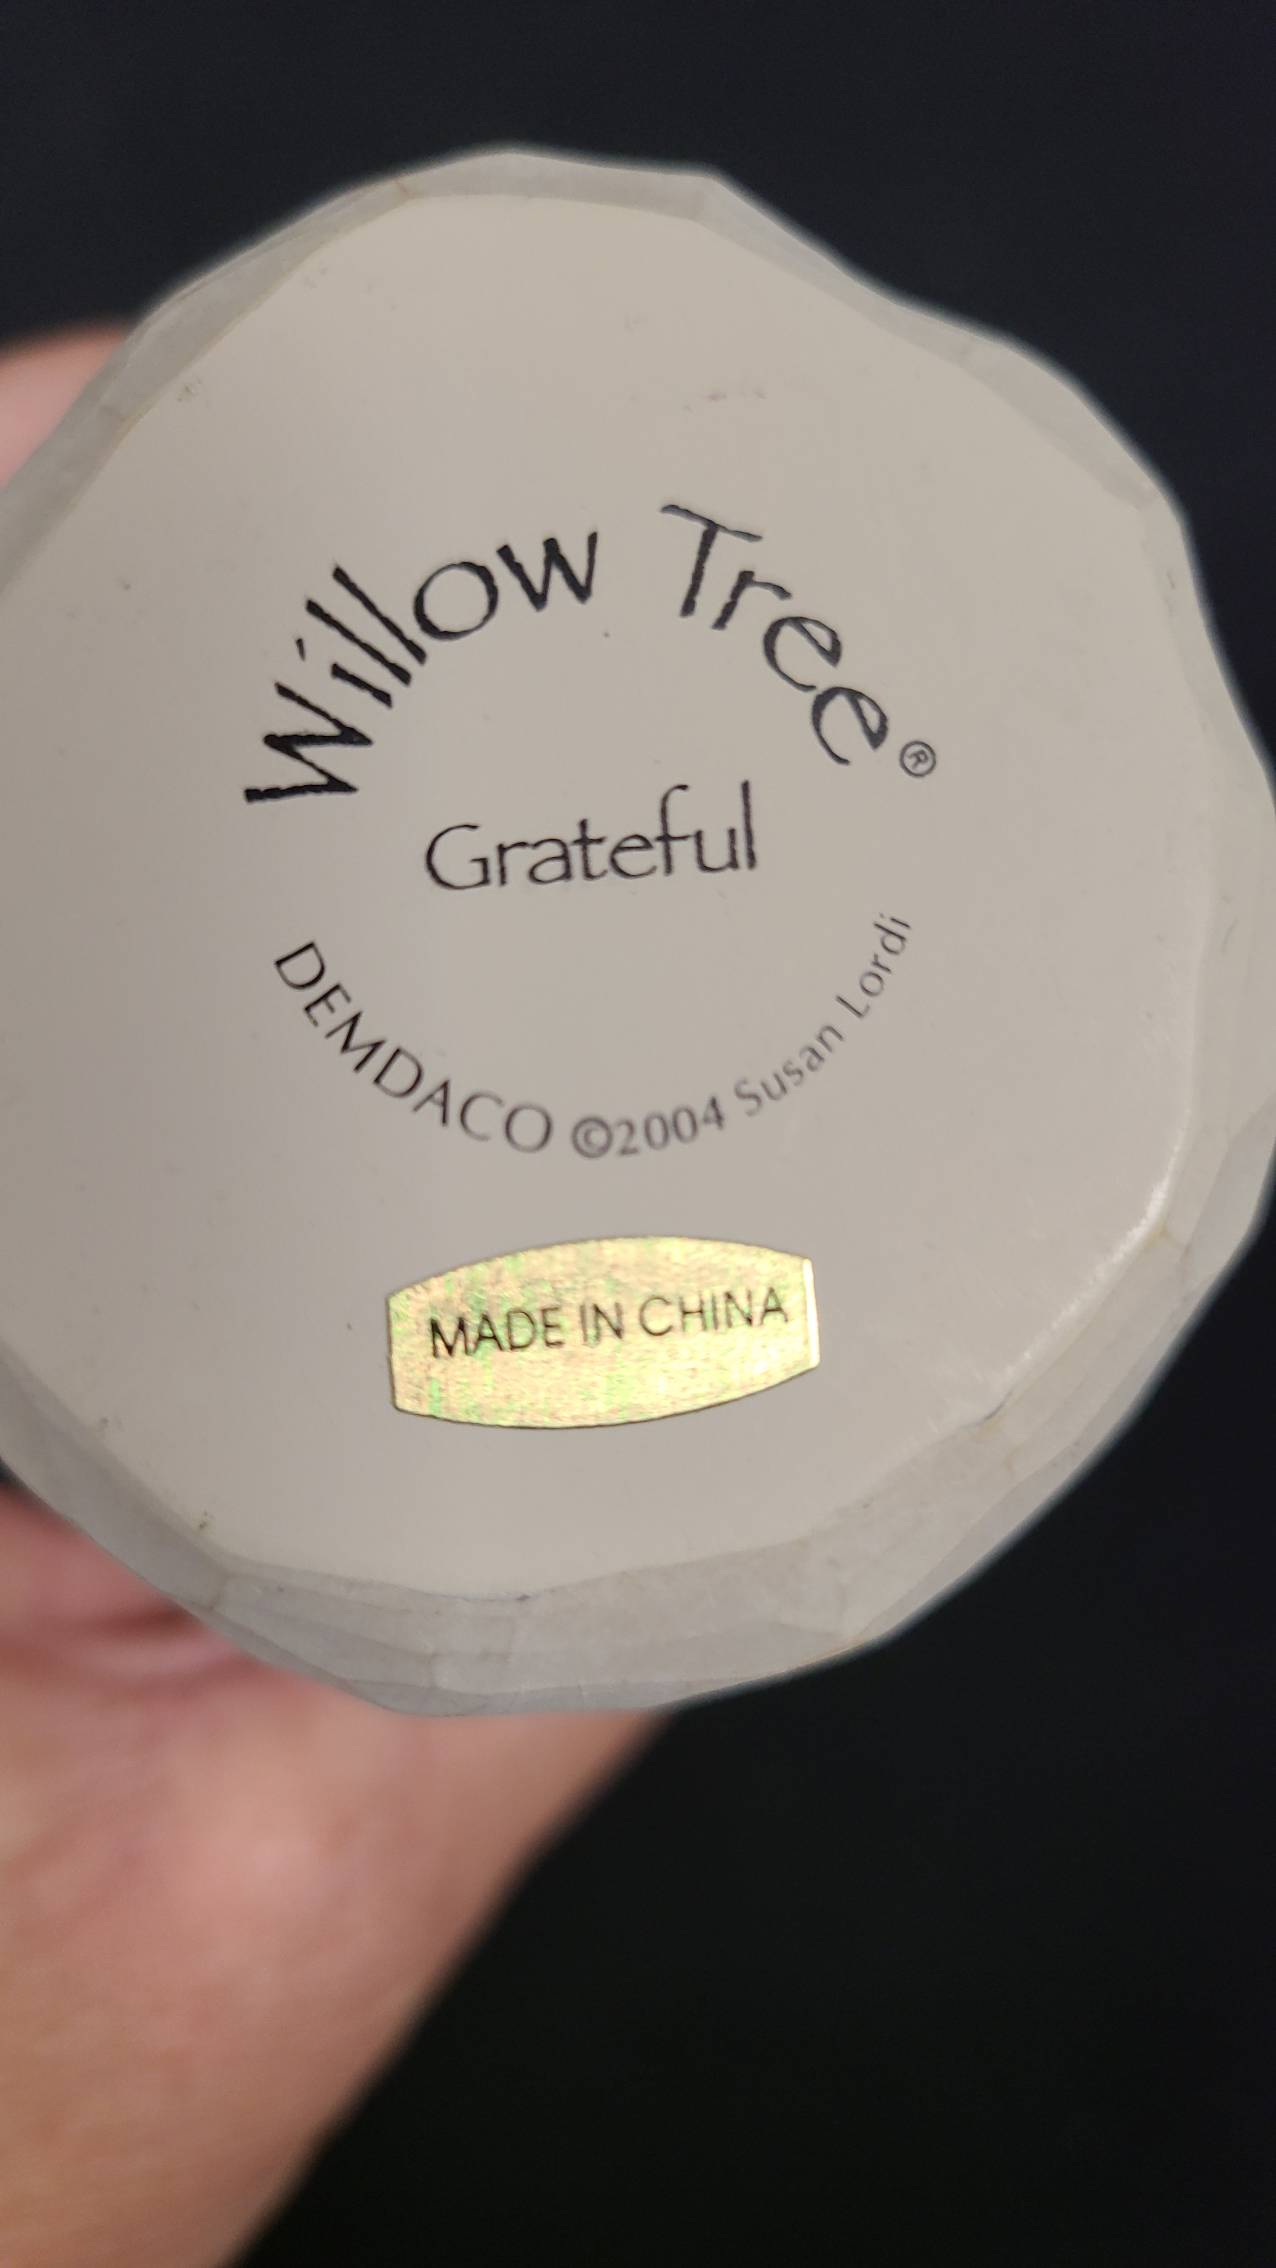 Willow Tree®
Grateful
DEMDACO ©2004 Susan Lordi
MADE IN CHINA